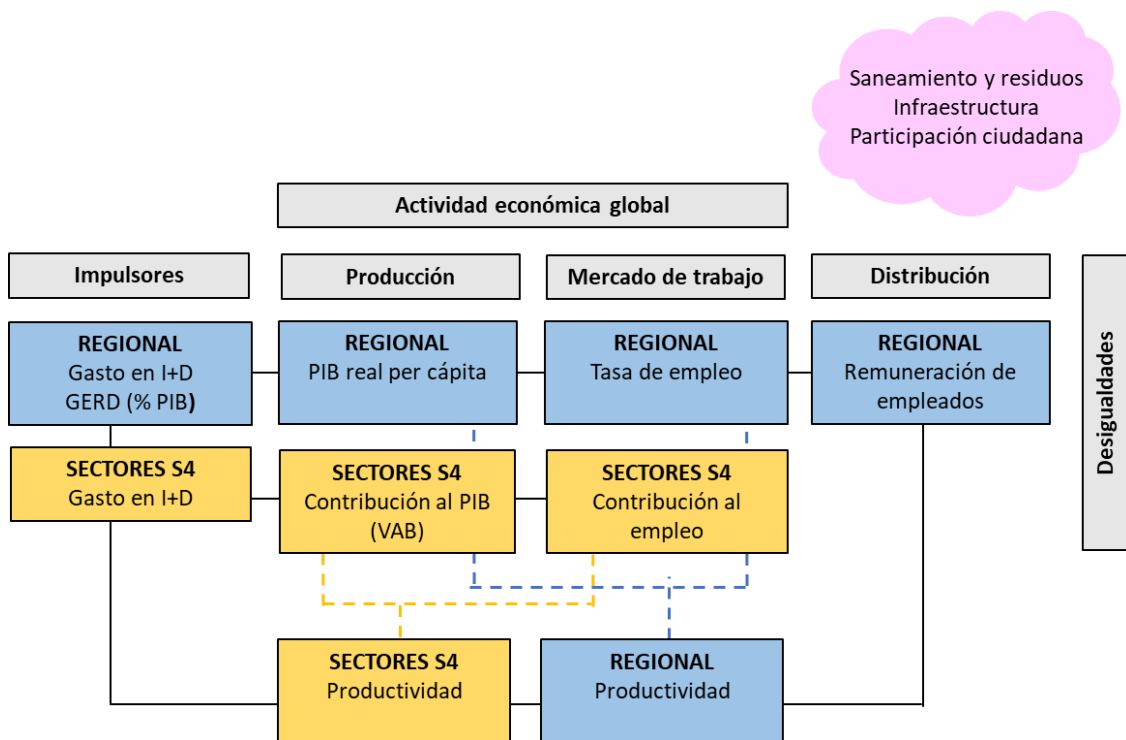 Saneamiento y residuos
Infraestructura
Participación ciudadana
Actividad económica global
Impulsores
Producción
Mercado de trabajo
Distribución
Desigualdades
REGIONAL
Gasto en I+D
GERD (% PIB)
REGIONAL
PIB real per cápita
REGIONAL
Tasa de empleo
REGIONAL
Remuneración de
empleados
SECTORES S4
Gasto en I+D
SECTORES S4
Contribución al PIB
(VAB)
SECTORES S4
Contribución al
empleo
SECTORES S4
Productividad
REGIONAL
Productividad